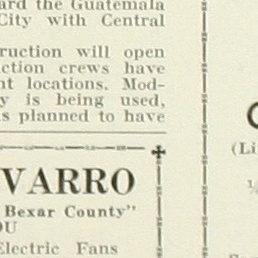 ard the Guatemala
City with Central
ruction will open
ction crews have
nt locations. Mod-
y is being used,
s planned to have
VARRO
Bexar County"
OU
Electric Fans
(Li